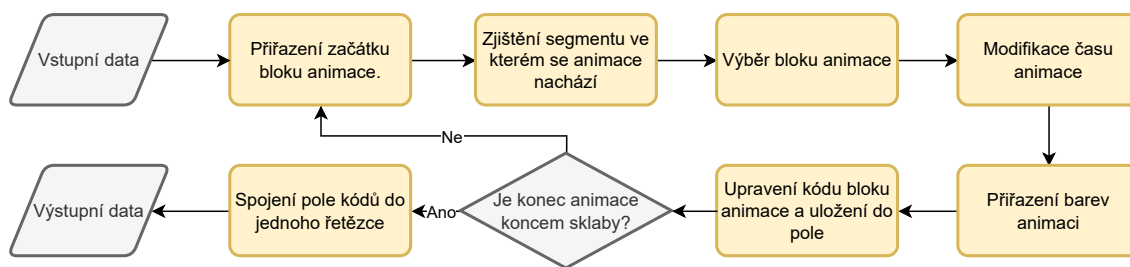 Vstupní data
Přiřazení začátku
bloku animace.
Zjištění segmentu ve
kterém se animace
nachází
Výběr bloku animace
Modifikace času
animace
Ne
Výstupní data
Spojení pole kódů do
jednoho řetězce
Ano
Je konec animace
koncem sklaby?
Upravení kódu bloku
animace a uložení do
pole
Přiřazení barev
animaci